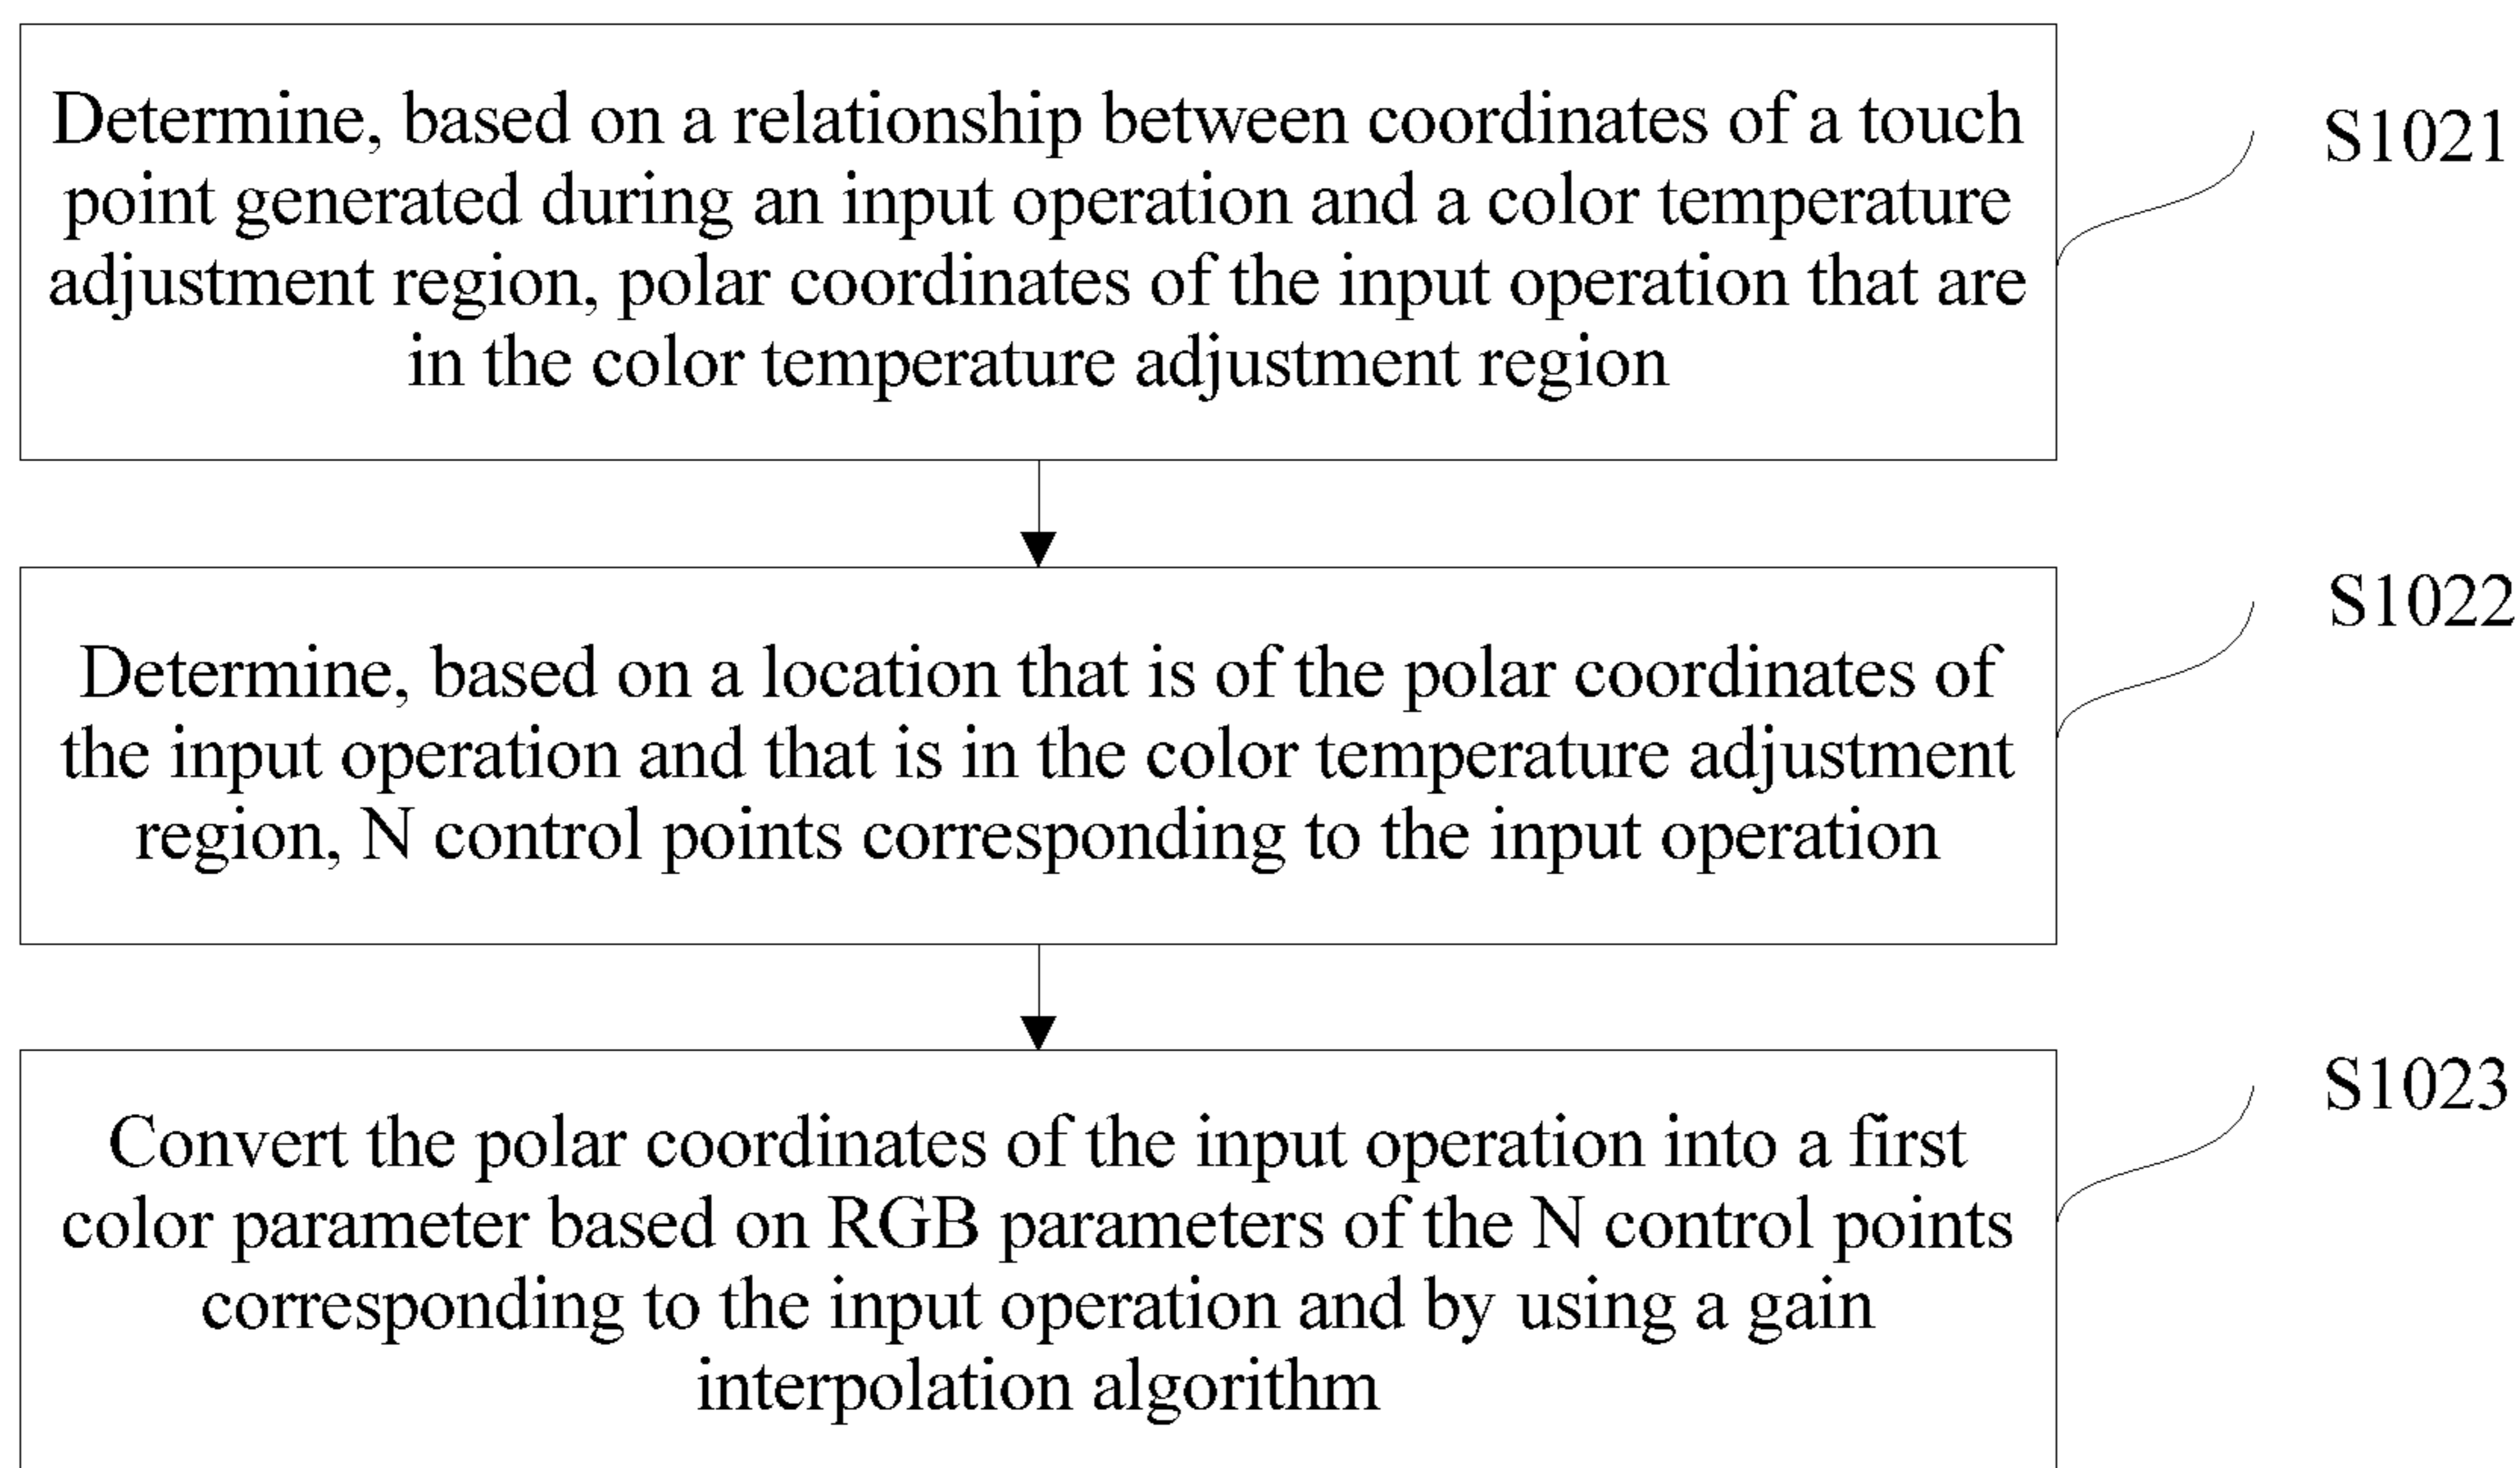 Determine, based on a relationship between coordinates of a touch
point generated during an input operation and a color temperature
adjustment region, polar coordinates of the input operation that are
in the color temperature adjustment region
S1021
Determine, based on a location that is of the polar coordinates of
the input operation and that is in the color temperature adjustment
region, N control points corresponding to the input operation
S1022
Convert the polar coordinates of the input operation into a first
color parameter based on RGB parameters of the N control points
corresponding to the input operation and by using a gain
interpolation algorithm
S1023